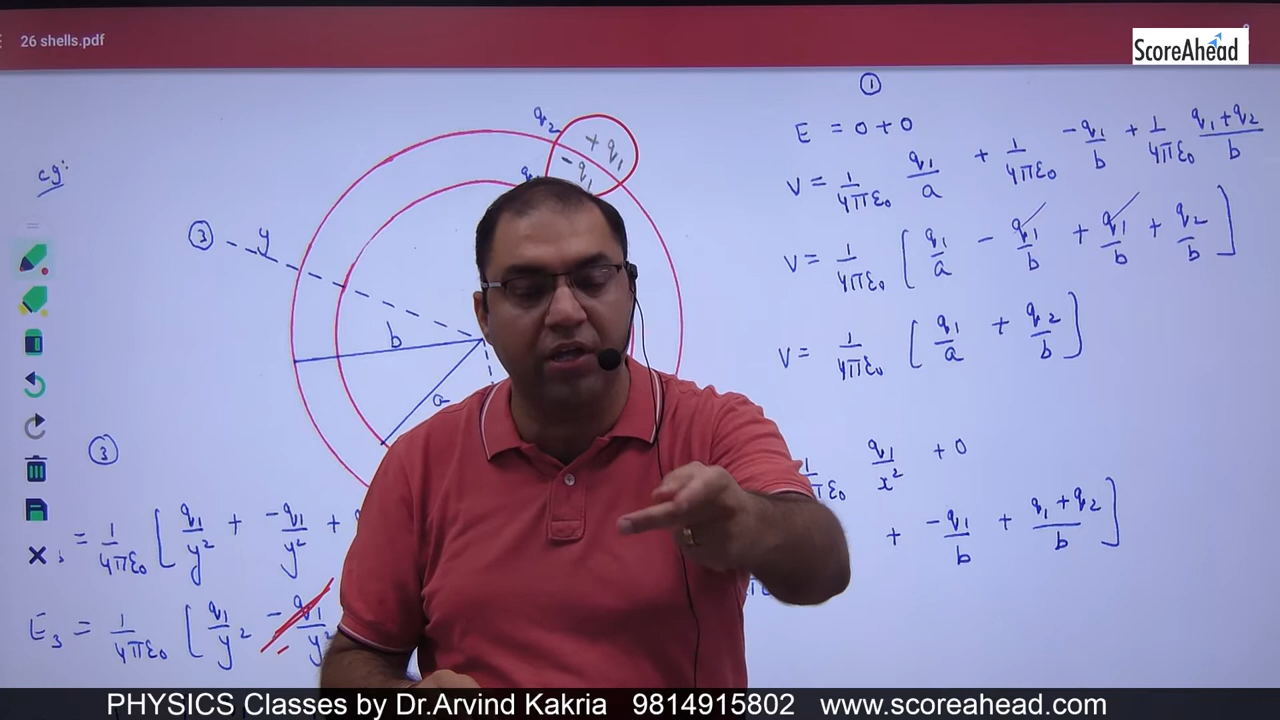 26 shells.pdf
ScoreAhead
①
E = 0 + 0
V = 1/4πε₀ q₁/a + 1/4πε₀ -q₁/b + 1/4πε₀ q₁+q₂/b
V = 1/4πε₀ [ q₁/a - q₁/b + q₁/b + q₂/b ]
V = 1/4πε₀ [ q₁/a + q₂/b ]
q₁/x² + 0
+ -q₁/b + q₁+q₂/b ]
eg:
q₂
+q₁
-q₁
③
y
b
a
③
= 1/4πε₀ [ q₁/y² + -q₁/y² +
E₃ = 1/4πε₀ [ q₁/y² - q₁/y²
PHYSICS Classes by Dr.Arvind Kakria 9814915802 www.scoreahead.com